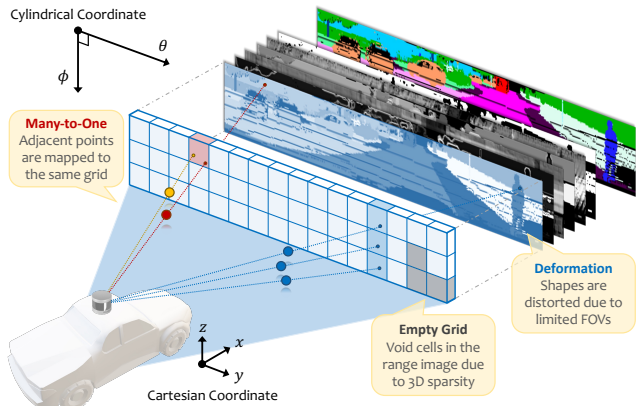 Cylindrical Coordinate
θ
ϕ
Many-to-One
Adjacent points
are mapped to
the same grid
Deformation
Shapes are
distorted due to
limited FOVs
Empty Grid
Void cells in the
range image due
to 3D sparsity
z
x
y
Cartesian Coordinate